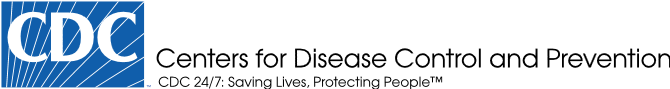 CDC
Centers for Disease Control and Prevention
CDC 24/7: Saving Lives, Protecting People™